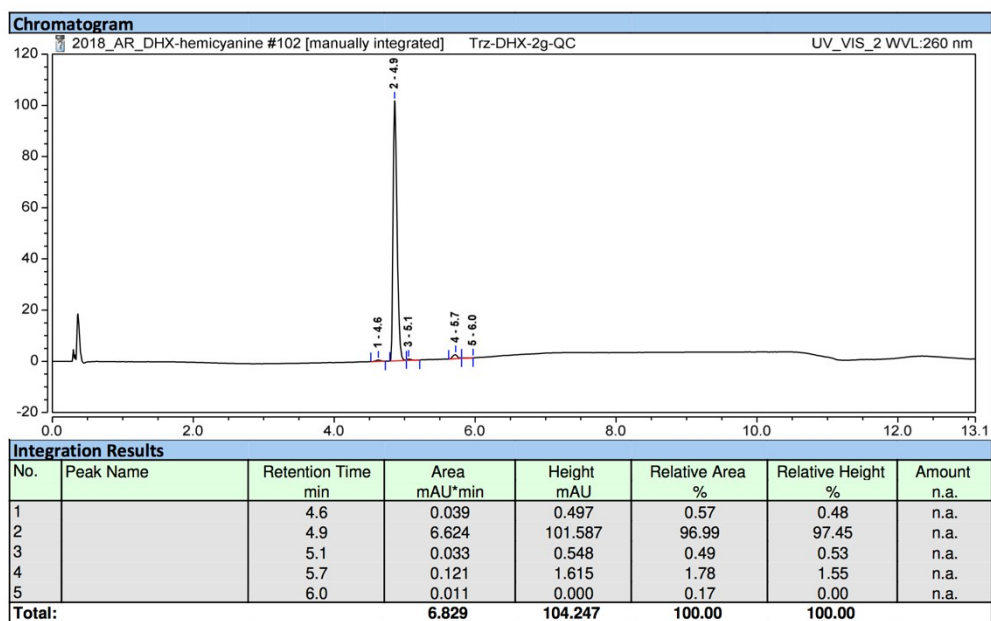 Chromatogram
2018_AR_DHX-hemicyanine #102 [manually integrated] Trz-DHX-2g-QC UV_VIS_2 WVL:260 nm
120
100
80
60
40
20
0
-20
1 - 4.6
2 - 4.9
3 - 5.1
4 - 5.7
5 - 6.0
0.0 2.0 4.0 6.0 8.0 10.0 12.0 13.1
Integration Results
No. Peak Name Retention Time Area Height Relative Area Relative Height Amount
min mAU*min mAU % % n.a.
1 4.6 0.039 0.497 0.57 0.48 n.a.
2 4.9 6.624 101.587 96.99 97.45 n.a.
3 5.1 0.033 0.548 0.49 0.53 n.a.
4 5.7 0.121 1.615 1.78 1.55 n.a.
5 6.0 0.011 0.000 0.17 0.00 n.a.
Total: 6.829 104.247 100.00 100.00